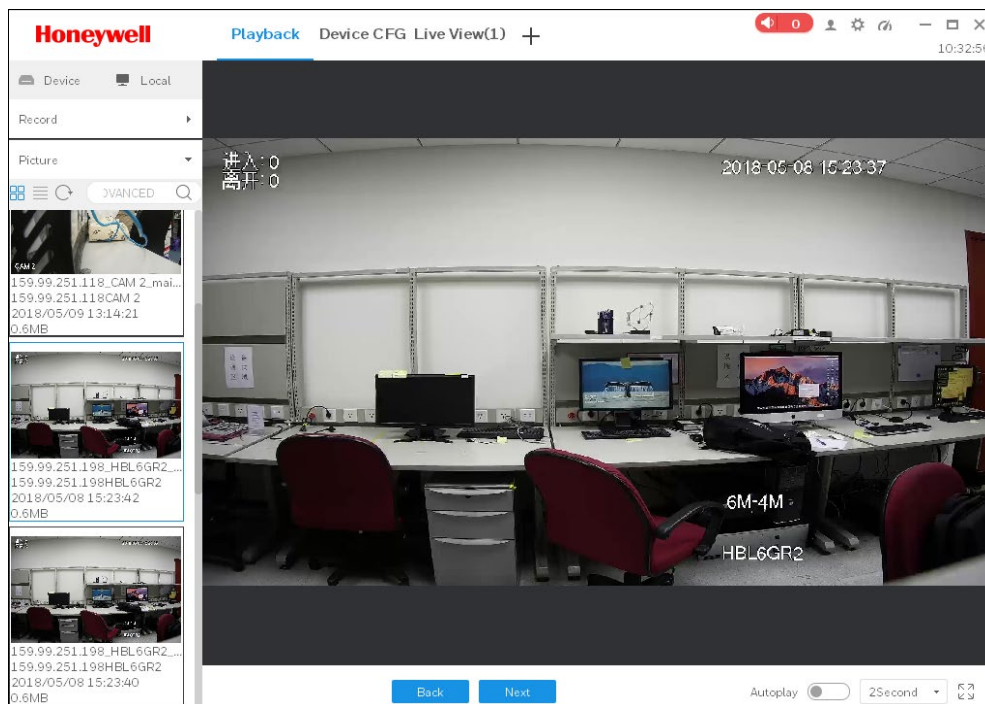 Honeywell
Playback Device CFG Live View(1) +
0
10:32:5
Device Local
Record
Picture
DVANCED
CAM 2
159.99.251.118_CAM 2_mai...
159.99.251.118CAM 2
2018/05/09 13:14:21
0.6MB
159.99.251.198_HBL6GR2_...
159.99.251.198HBL6GR2
2018/05/08 15:23:42
0.6MB
159.99.251.198_HBL6GR2_...
159.99.251.198HBL6GR2
2018/05/08 15:23:40
0.6MB
进入:0
离开:0
2018-05-08 15:23:37
6M-4M
HBL6GR2
Back Next
Autoplay 2Second